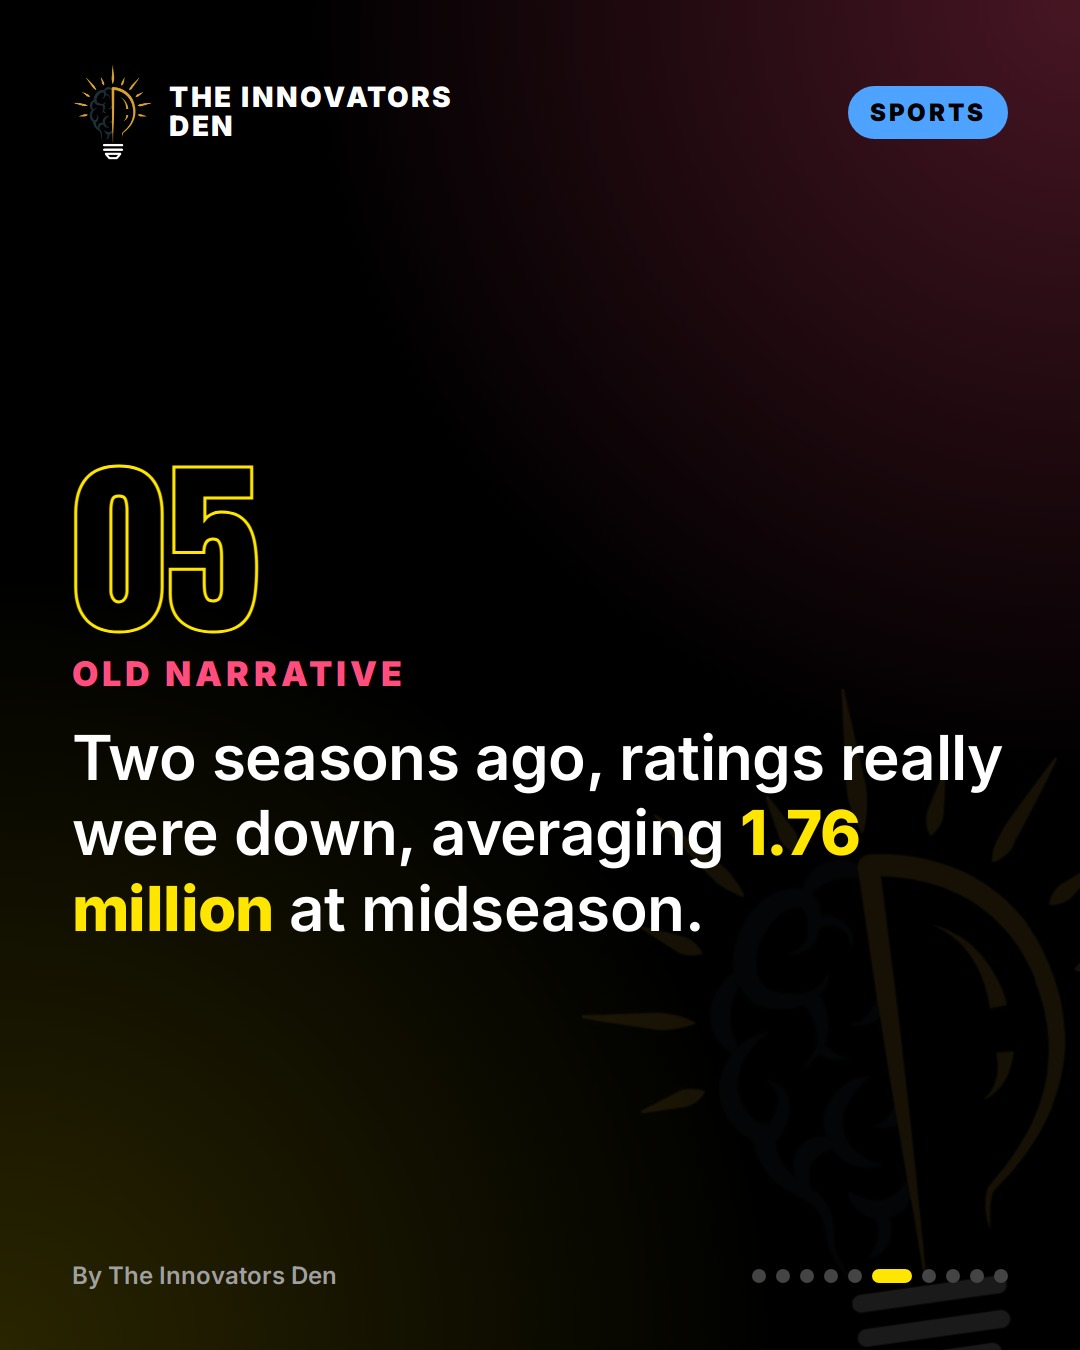 THE INNOVATORS
DEN
SPORTS
05
OLD NARRATIVE
Two seasons ago, ratings really
were down, averaging 1.76
million at midseason.
By The Innovators Den